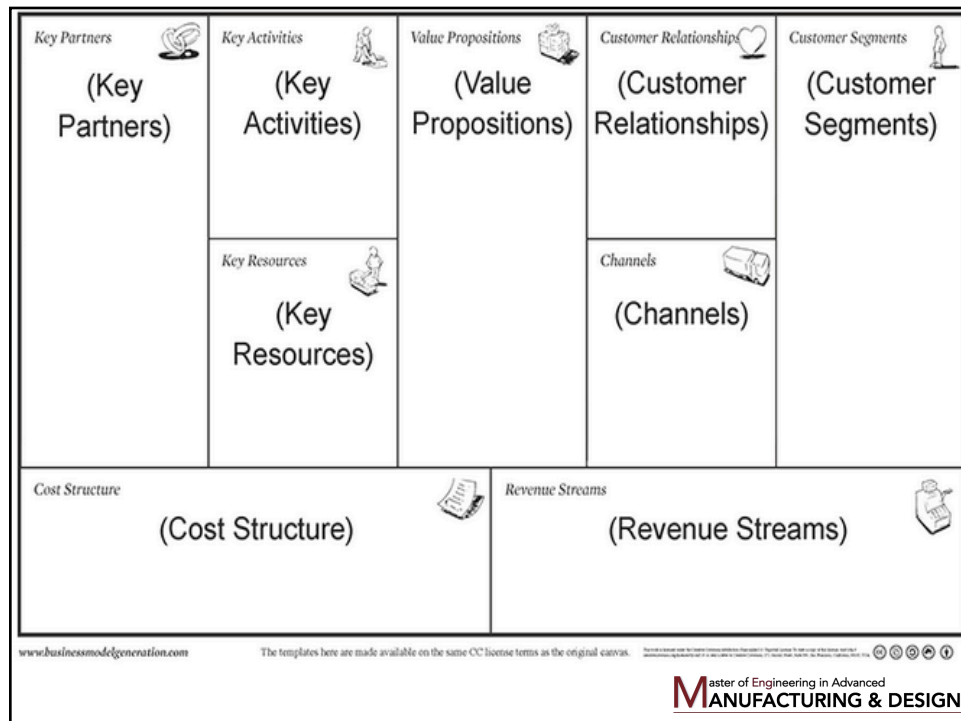 Key Partners
(Key
Partners)
Key Activities
(Key
Activities)
Value Propositions
(Value
Propositions)
Customer Relationships
(Customer
Relationships)
Customer Segments
(Customer
Segments)
Key Resources
(Key
Resources)
Channels
(Channels)
Cost Structure
(Cost Structure)
Revenue Streams
(Revenue Streams)
www.businessmodelgeneration.com
The templates here are made available on the same CC license terms as the original canvas.
Master of Engineering in Advanced
MANUFACTURING & DESIGN